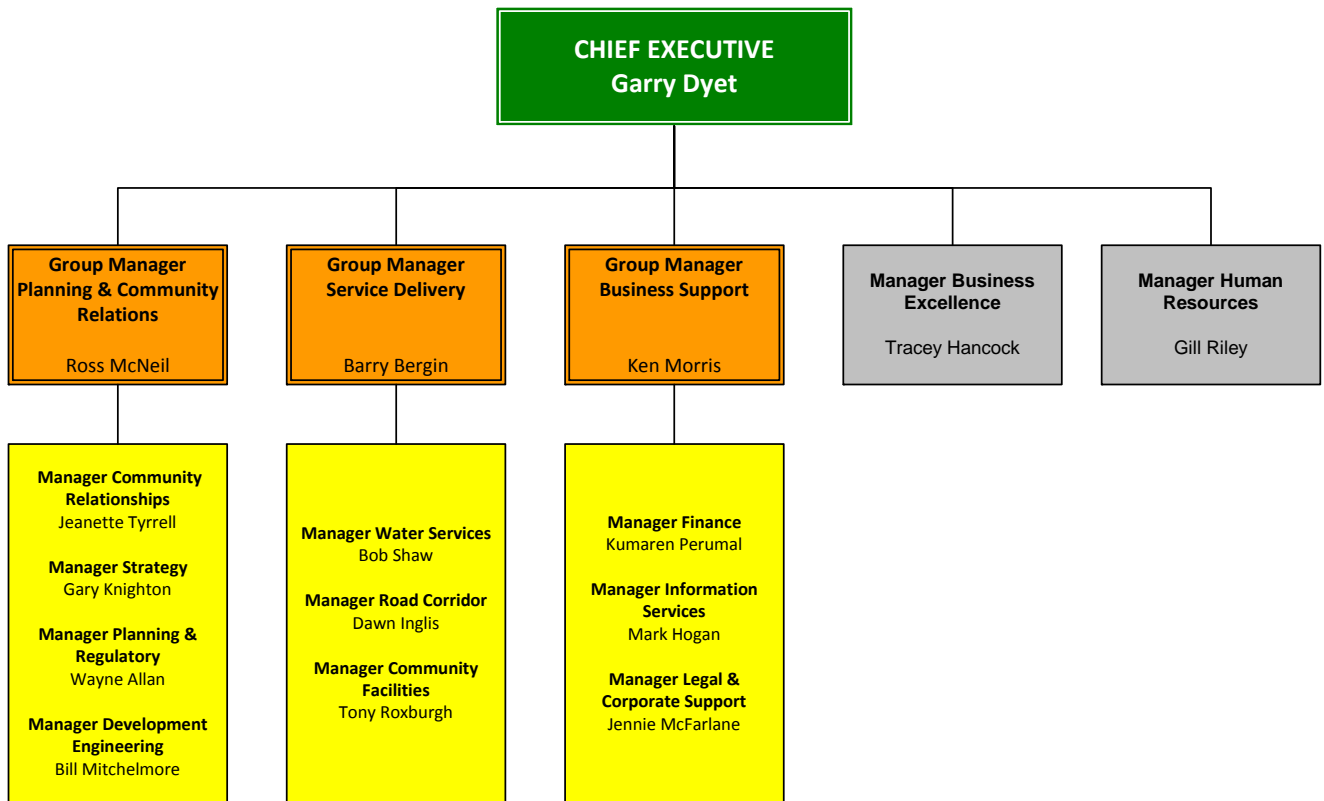 CHIEF EXECUTIVE
Garry Dyet
Group Manager
Planning & Community
Relations
Ross McNeil
Group Manager
Service Delivery
Barry Bergin
Group Manager
Business Support
Ken Morris
Manager Business
Excellence
Tracey Hancock
Manager Human
Resources
Gill Riley
Manager Community
Relationships
Jeanette Tyrrell
Manager Strategy
Gary Knighton
Manager Planning &
Regulatory
Wayne Allan
Manager Development
Engineering
Bill Mitchelmore
Manager Water Services
Bob Shaw
Manager Road Corridor
Dawn Inglis
Manager Community
Facilities
Tony Roxburgh
Manager Finance
Kumaren Perumal
Manager Information
Services
Mark Hogan
Manager Legal &
Corporate Support
Jennie McFarlane